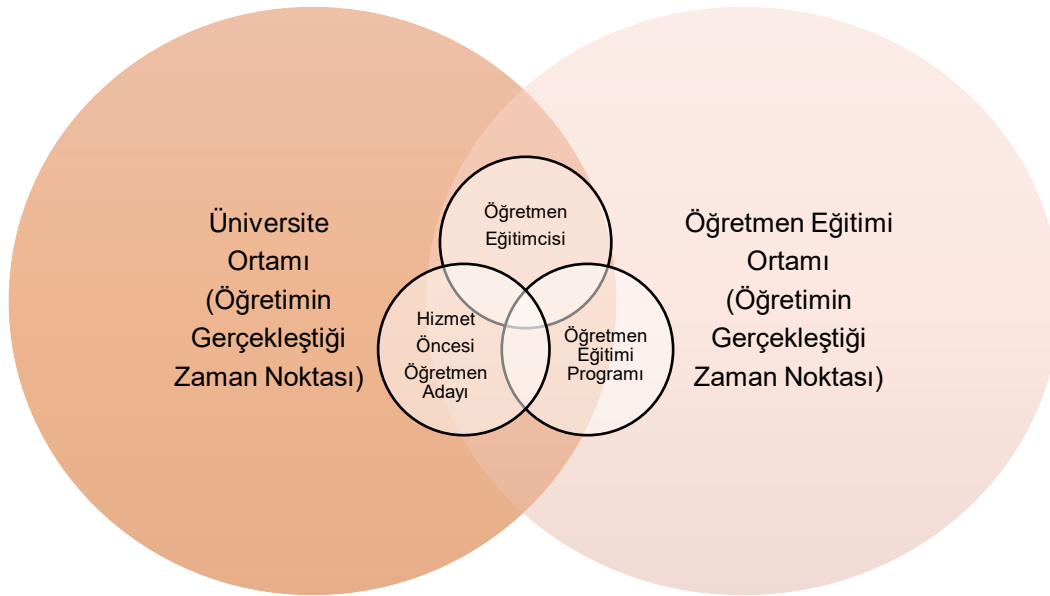 Üniversite
Ortamı
(Öğretimin
Gerçekleştiği
Zaman Noktası)
Öğretmen
Eğitimcisi
Hizmet
Öncesi
Öğretmen
Adayı
Öğretmen
Eğitimi
Programı
Öğretmen Eğitimi
Ortamı
(Öğretimin
Gerçekleştiği
Zaman Noktası)